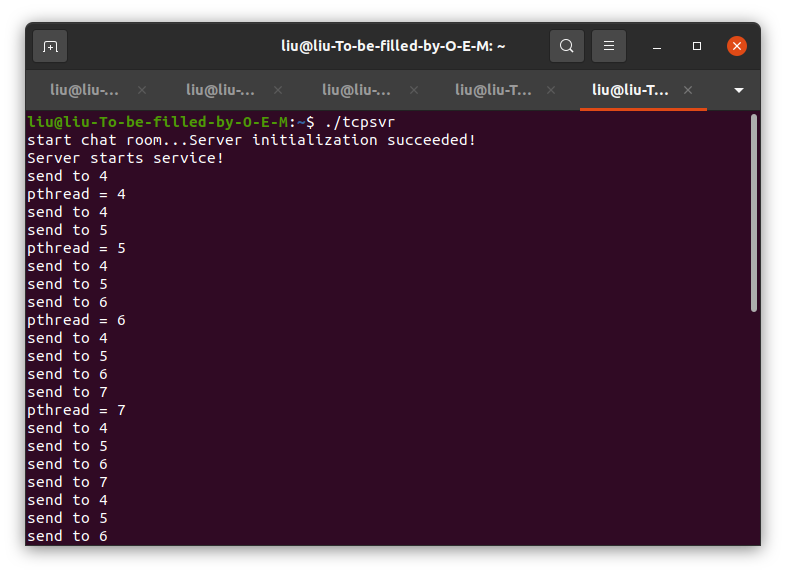 liu@liu-To-be-filled-by-O-E-M: ~
liu@liu-... liu@liu-... liu@liu-... liu@liu-T... liu@liu-T...
liu@liu-To-be-filled-by-O-E-M:~$ ./tcpsvr
start chat room...Server initialization succeeded!
Server starts service!
send to 4
pthread = 4
send to 4
send to 5
pthread = 5
send to 4
send to 5
send to 6
pthread = 6
send to 4
send to 5
send to 6
send to 7
pthread = 7
send to 4
send to 5
send to 6
send to 7
send to 4
send to 5
send to 6